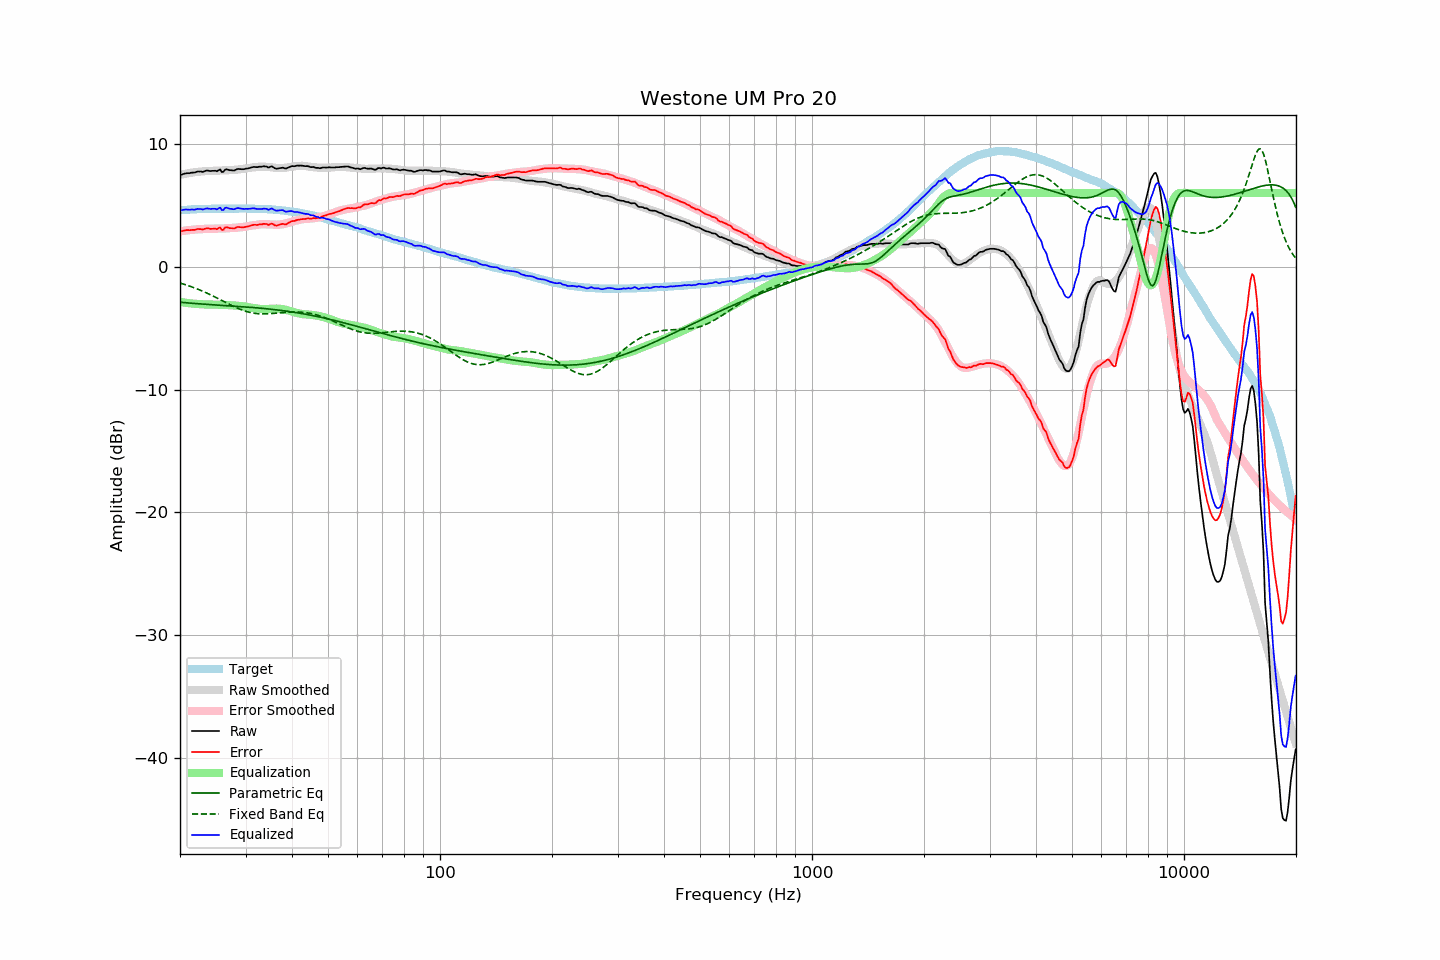 Westone UM Pro 20
10
0
−10
−20
−30
−40
Amplitude (dBr)
Target
Raw Smoothed
Error Smoothed
Raw
Error
Equalization
Parametric Eq
Fixed Band Eq
Equalized
100
1000
10000
Frequency (Hz)